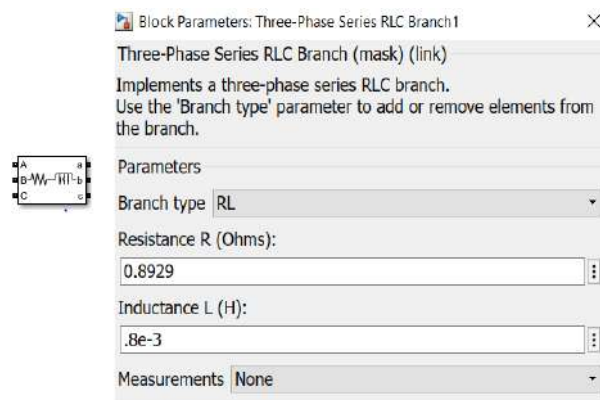 Block Parameters: Three-Phase Series RLC Branch1
Three-Phase Series RLC Branch (mask) (link)
Implements a three-phase series RLC branch.
Use the 'Branch type' parameter to add or remove elements from
the branch.
A a
B b
C c
Parameters
Branch type RL
Resistance R (Ohms):
0.8929
Inductance L (H):
.8e-3
Measurements None